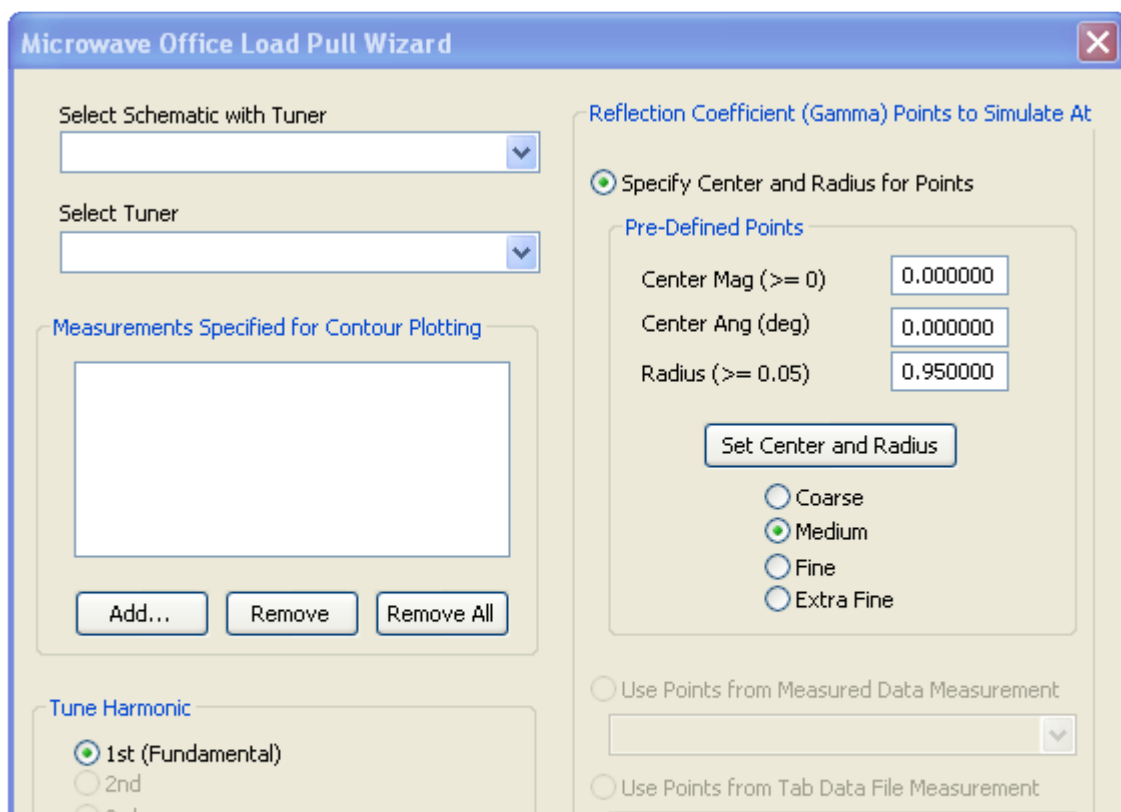 Microwave Office Load Pull Wizard
Select Schematic with Tuner
Select Tuner
Measurements Specified for Contour Plotting
Add...
Remove
Remove All
Tune Harmonic
1st (Fundamental)
2nd
Reflection Coefficient (Gamma) Points to Simulate At
Specify Center and Radius for Points
Pre-Defined Points
Center Mag (>= 0) 0.000000
Center Ang (deg) 0.000000
Radius (>= 0.05) 0.950000
Set Center and Radius
Coarse
Medium
Fine
Extra Fine
Use Points from Measured Data Measurement
Use Points from Tab Data File Measurement